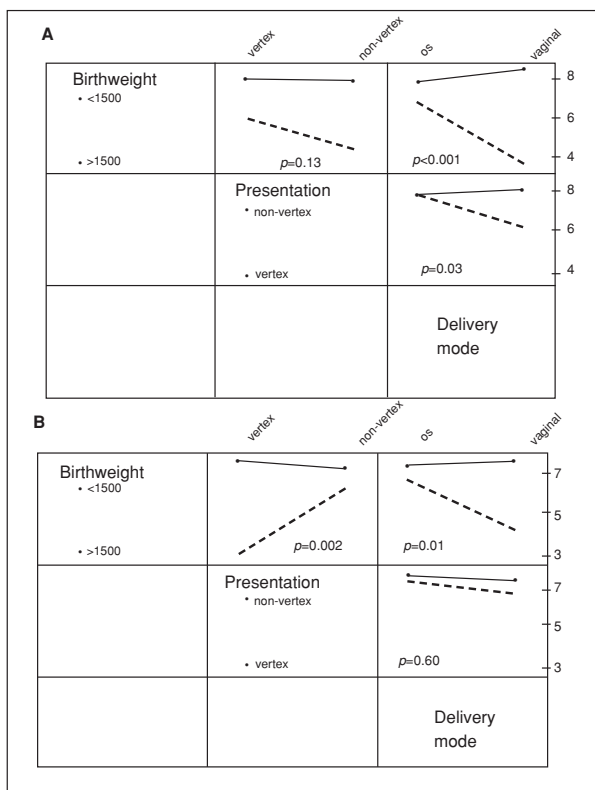 A
vertex
non-vertex
os
vaginal
Birthweight
<1500
>1500
p=0.13
p<0.001
8
6
4
Presentation
non-vertex
vertex
p=0.03
8
6
4
Delivery
mode
B
vertex
non-vertex
os
vaginal
Birthweight
<1500
>1500
p=0.002
p=0.01
7
5
3
Presentation
non-vertex
vertex
p=0.60
7
5
3
Delivery
mode